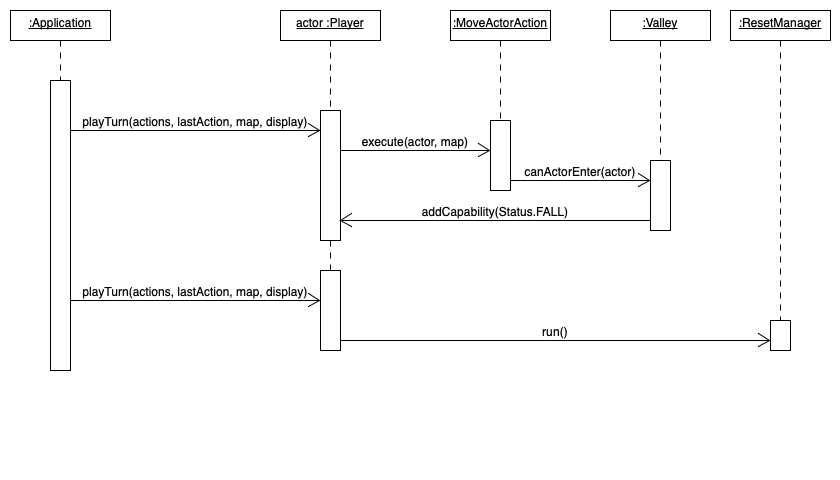 :Application
actor :Player
:MoveActorAction
:Valley
:ResetManager
playTurn(actions, lastAction, map, display)
execute(actor, map)
canActorEnter(actor)
addCapability(Status.FALL)
playTurn(actions, lastAction, map, display)
run()